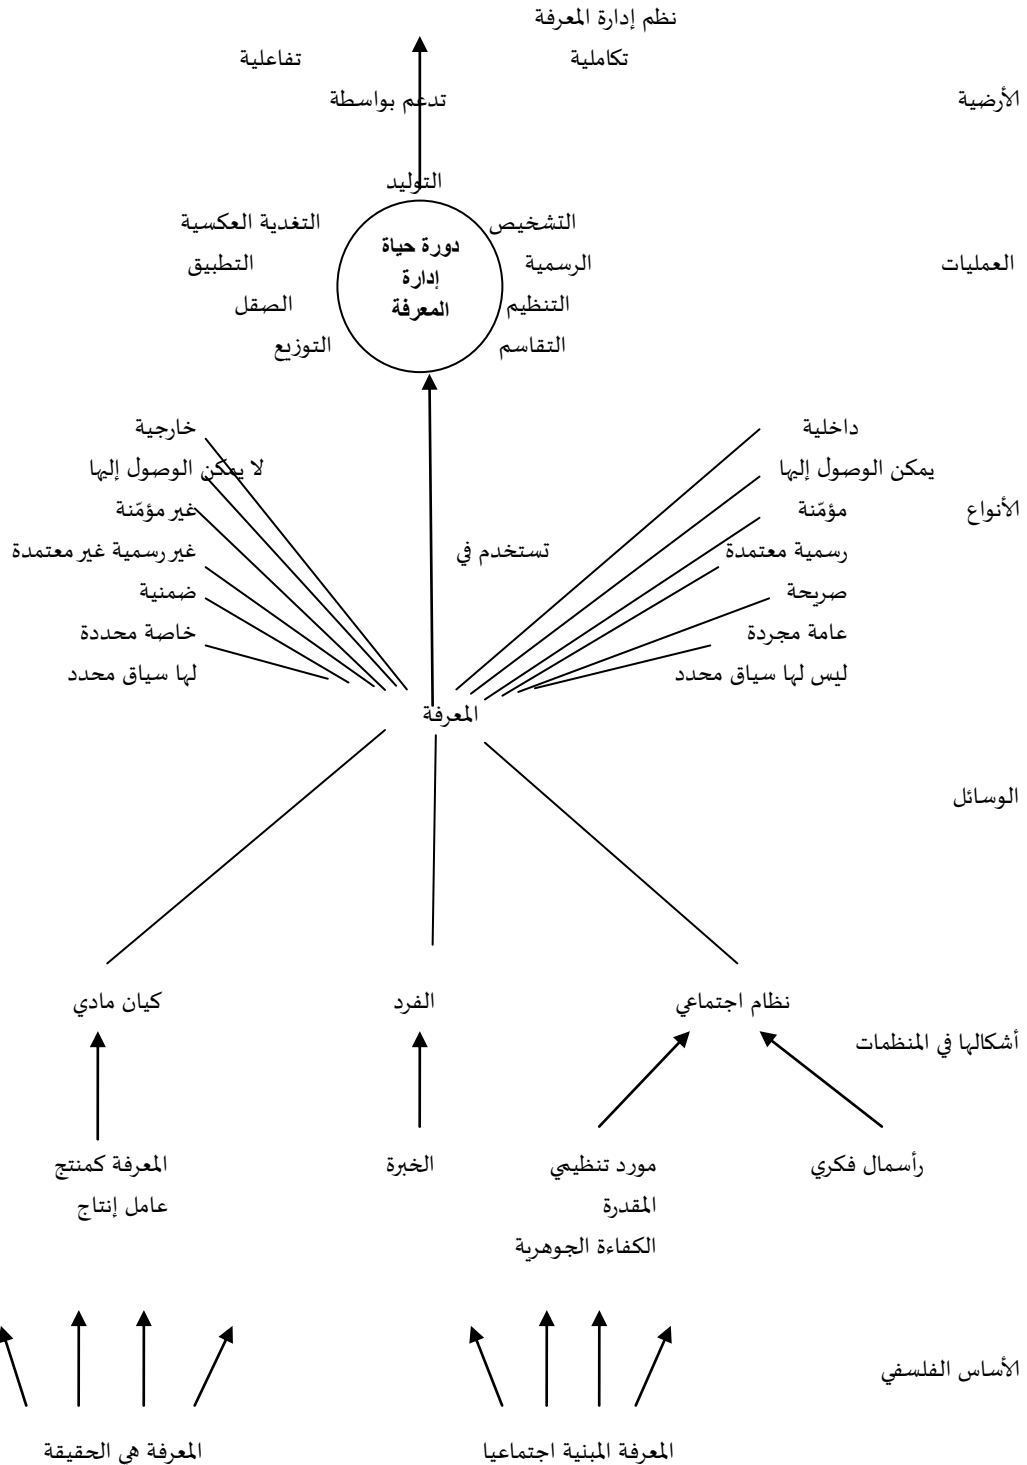 نظم إدارة المعرفة
تكاملية
تفاعلية
الأرضية
تدعم بواسطة
التوليد
التشخيص
التغذية العكسية
دورة حياة
إدارة
المعرفة
العمليات
الرسمية
التطبيق
التنظيم
الصقل
التقاسم
التوزيع
داخلية
خارجية
يمكن الوصول إليها
لا يمكن الوصول إليها
الأنواع
مؤمّنة
غير مؤمّنة
رسمية معتمدة
تستخدم في
غير رسمية غير معتمدة
صريحة
ضمنية
عامة مجردة
خاصة محددة
ليس لها سياق محدد
لها سياق محدد
المعرفة
الوسائل
نظام اجتماعي
الفرد
كيان مادي
أشكالها في المنظمات
رأسمال فكري
مورد تنظيمي
الخبرة
المعرفة كمنتج
المقدرة
عامل إنتاج
الكفاءة الجوهرية
الأساس الفلسفي
المعرفة المبنية اجتماعيا
المعرفة هي الحقيقة